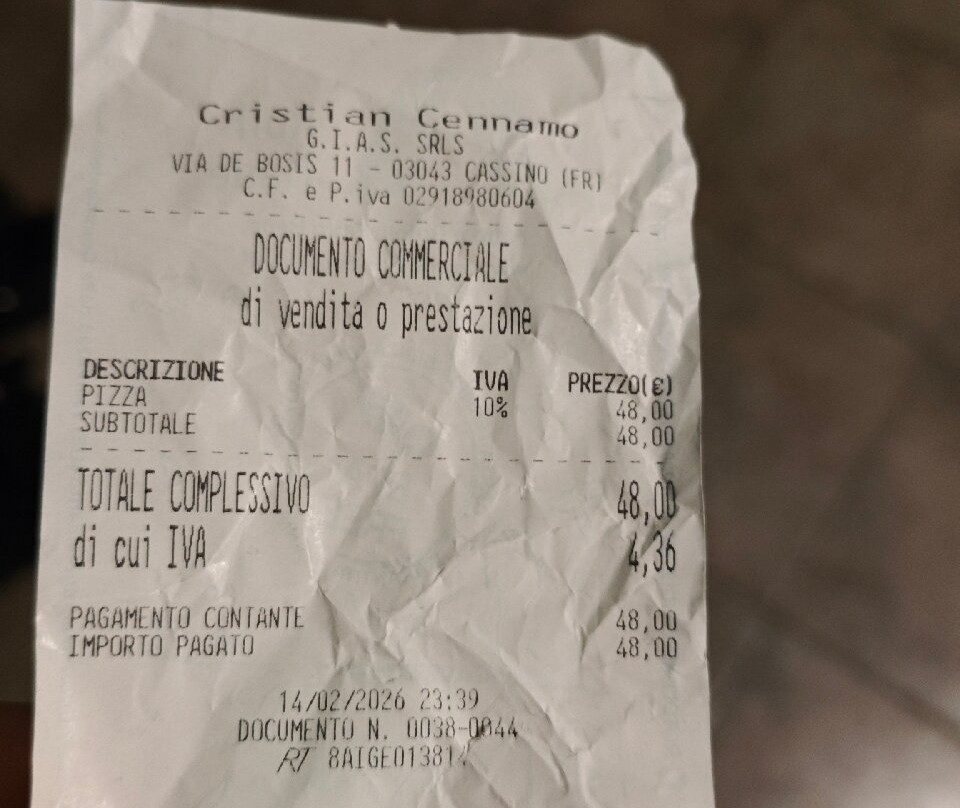 Cristian Cennamo
G.I.A.S. SRLS
VIA DE BOSIS 11 - 03043 CASSINO (FR)
C.F. e P.iva 02918980604
DOCUMENTO COMMERCIALE
di vendita o prestazione
DESCRIZIONE IVA PREZZO(€)
PIZZA 10% 48,00
SUBTOTALE 48,00
TOTALE COMPLESSIVO 48,00
di cui IVA 4,36
PAGAMENTO CONTANTE 48,00
IMPORTO PAGATO 48,00
14/02/2026 23:39
DOCUMENTO N. 0038-0044
RT